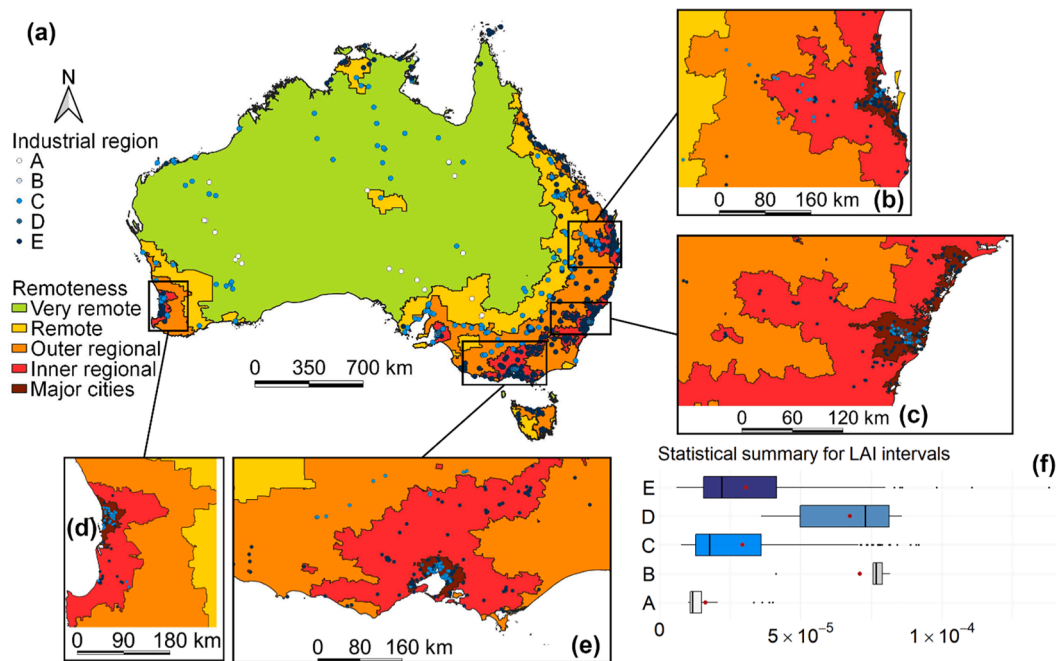 (a)
N
Industrial region
A
B
C
D
E
Remoteness
Very remote
Remote
Outer regional
Inner regional
Major cities
0 350 700 km
0 80 160 km
(b)
0 60 120 km
(c)
(d)
0 90 180 km
0 80 160 km
(e)
Statistical summary for LAI intervals
(f)
E
D
C
B
A
0 5 × 10⁻⁵ 1 × 10⁻⁴